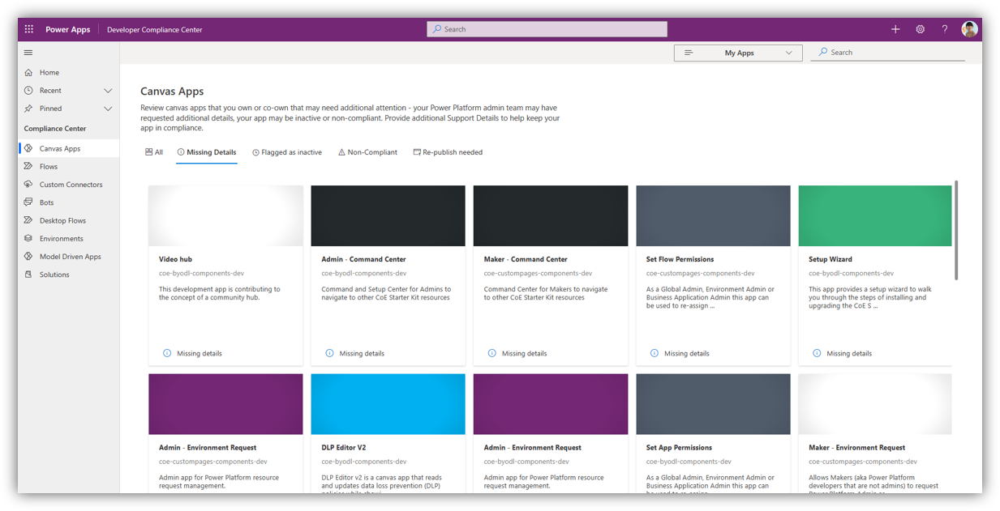 Power Apps
Developer Compliance Center
Search
My Apps
Search
Home
Recent
Pinned
Compliance Center
Canvas Apps
Flows
Custom Connectors
Bots
Desktop Flows
Environments
Model Driven Apps
Solutions
Canvas Apps
Review canvas apps that you own or co-own that may need additional attention - your Power Platform admin team may have
requested additional details, your app may be inactive or non-compliant. Provide additional Support Details to help keep your
app in compliance.
All
Missing Details
Flagged as inactive
Non-Compliant
Re-publish needed
Video hub
coe-byodl-components-dev
This development app is contributing to
the concept of a community hub.
Missing details
Admin - Command Center
coe-byodl-components-dev
Command and Setup Center for Admins to
navigate to other CoE Starter Kit resources
Missing details
Maker - Command Center
coe-custompages-components-dev
Command Center for Makers to navigate
to other CoE Starter Kit resources
Missing details
Set Flow Permissions
coe-custompages-components-dev
As a Global Admin, Environment Admin or
Business Application Admin this app can
be used to re-assign ...
Missing details
Setup Wizard
coe-byodl-components-dev
This app provides a setup wizard to walk
you through the steps of installing and
upgrading the CoE S ...
Missing details
Admin - Environment Request
coe-custompages-components-dev
Admin app for Power Platform resource
request management.
DLP Editor V2
coe-byodl-components-dev
DLP Editor v2 is a canvas app that reads
and updates data loss prevention (DLP)
Admin - Environment Request
coe-byodl-components-dev
Admin app for Power Platform resource
request management.
Set App Permissions
coe-byodl-components-dev
As a Global Admin, Environment Admin or
Business Application Admin this app can
Maker - Environment Request
coe-custompages-components-dev
Allows Makers (aka Power Platform
developers that are not admins) to request